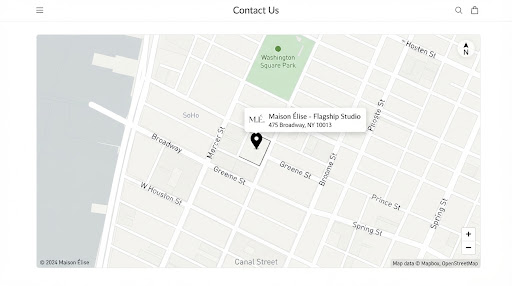 Contact Us
Washington
Square Park
Houston St
N
M.É.
Maison Élise - Flagship Studio
475 Broadway, NY 10013
SoHo
Mercer St
Private St
Broadway
Greene St
Greene St
Broome St
W. Houston St
Prince St
Spring St
Spring St
Canal Street
+
−
© 2024 Maison Élise
Map data © Mapbox, OpenStreetMap